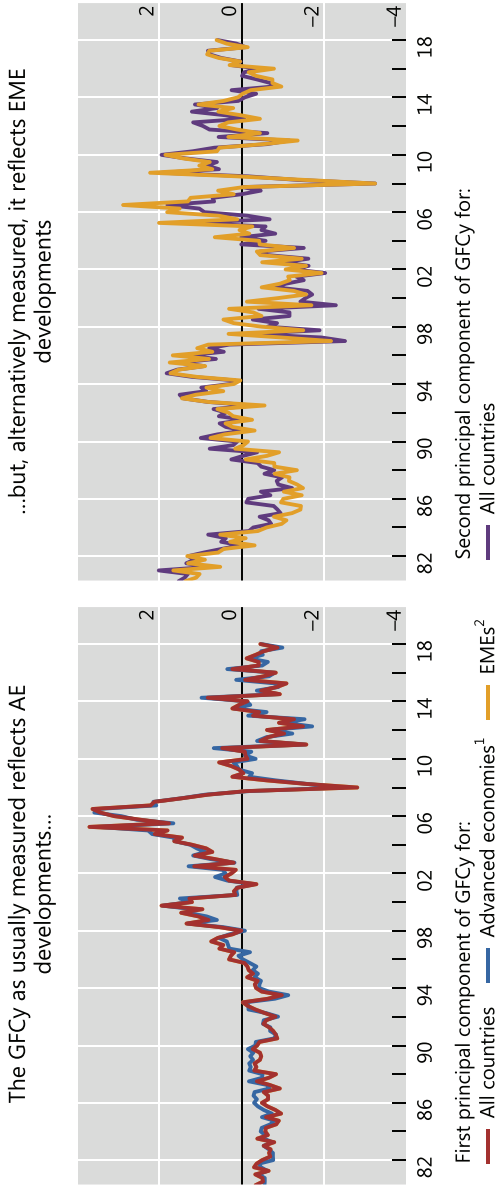 The GFCy as usually measured reflects AE
developments...
2
0
–2
–4
82 86 90 94 98 02 06 10 14 18
First principal component of GFCy for:
All countries Advanced economies1 EMEs2
...but, alternatively measured, it reflects EME
developments
2
0
–2
–4
82 86 90 94 98 02 06 10 14 18
Second principal component of GFCy for:
All countries